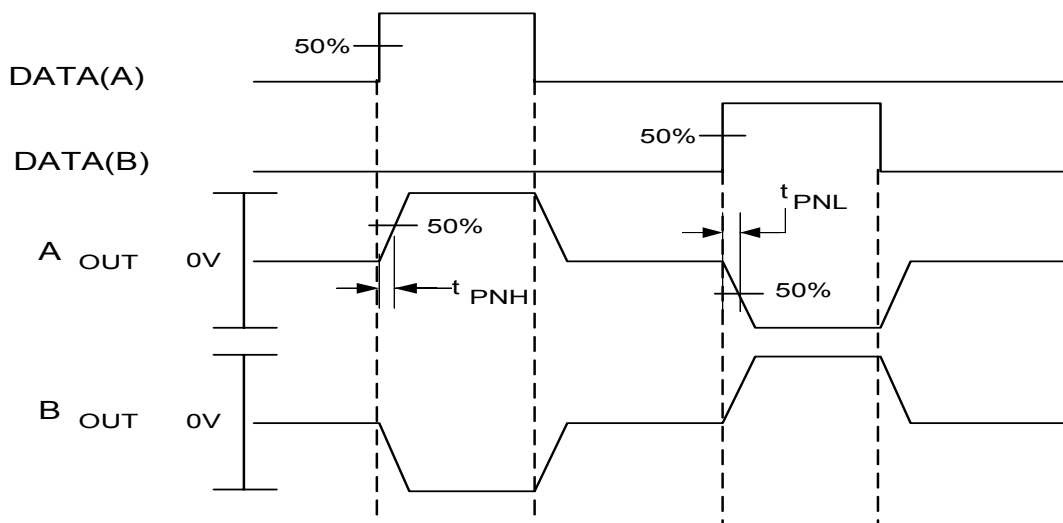 50%
DATA(A)
50%
DATA(B)
t PNL
50%
A OUT 0V
t PNH
50%
B OUT 0V